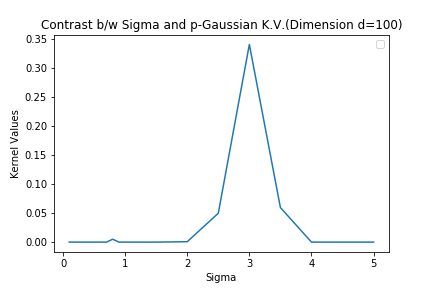 Contrast b/w Sigma and p-Gaussian K.V.(Dimension d=100)
0.35
0.30
0.25
0.20
0.15
0.10
0.05
0.00
Kernel Values
0 1 2 3 4 5
Sigma